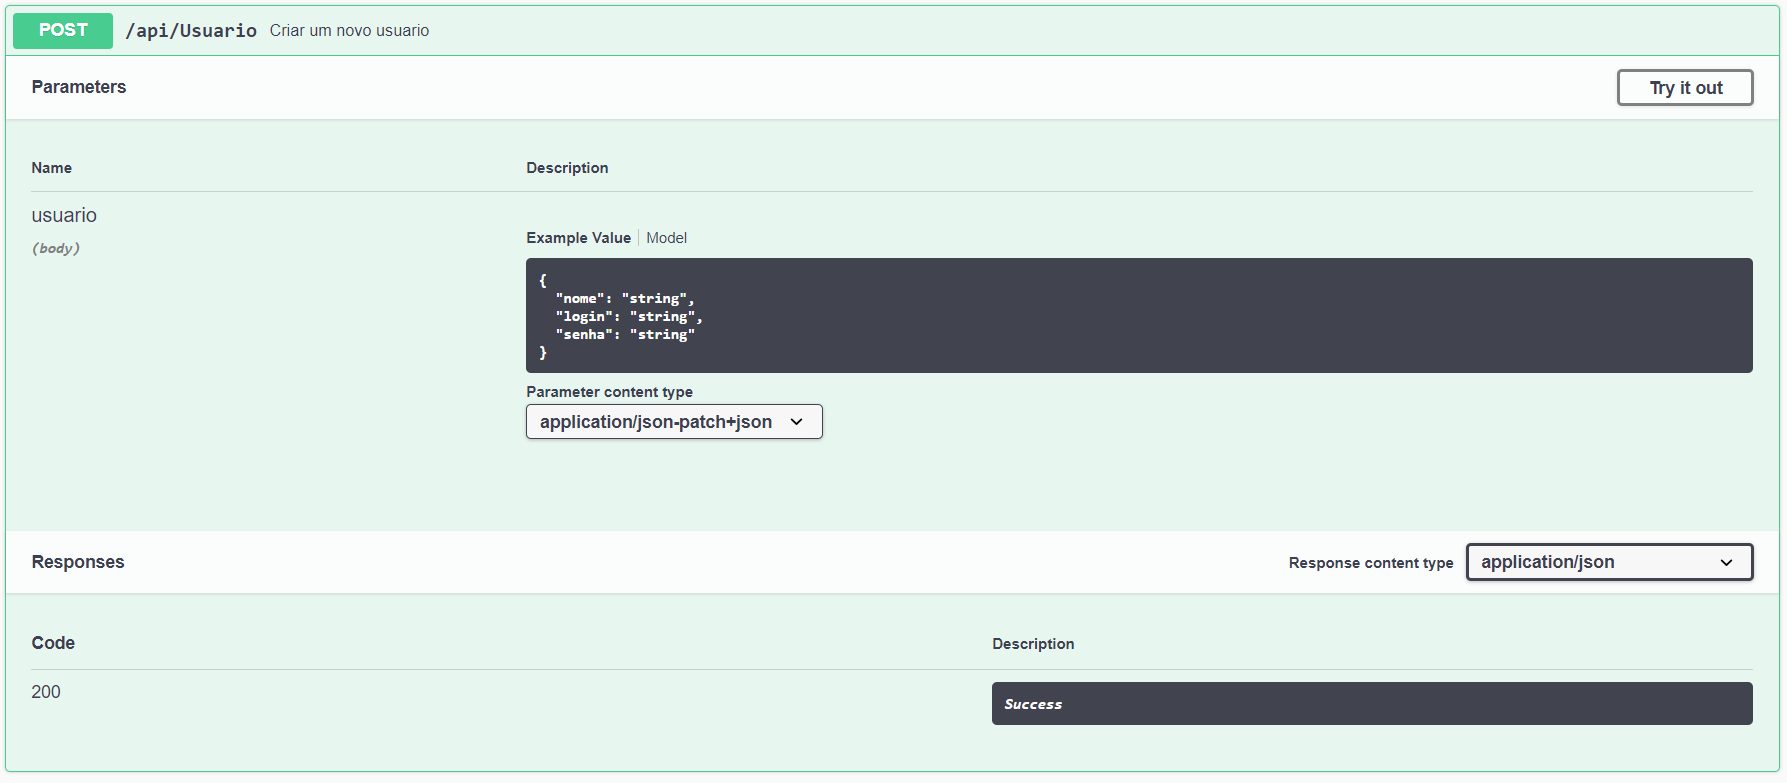 POST /api/Usuario Criar um novo usuario
Parameters Try it out
Name Description
usuario
(body)
Example Value Model
{
"nome": "string",
"login": "string",
"senha": "string"
}
Parameter content type
application/json-patch+json
Responses Response content type application/json
Code Description
200 Success